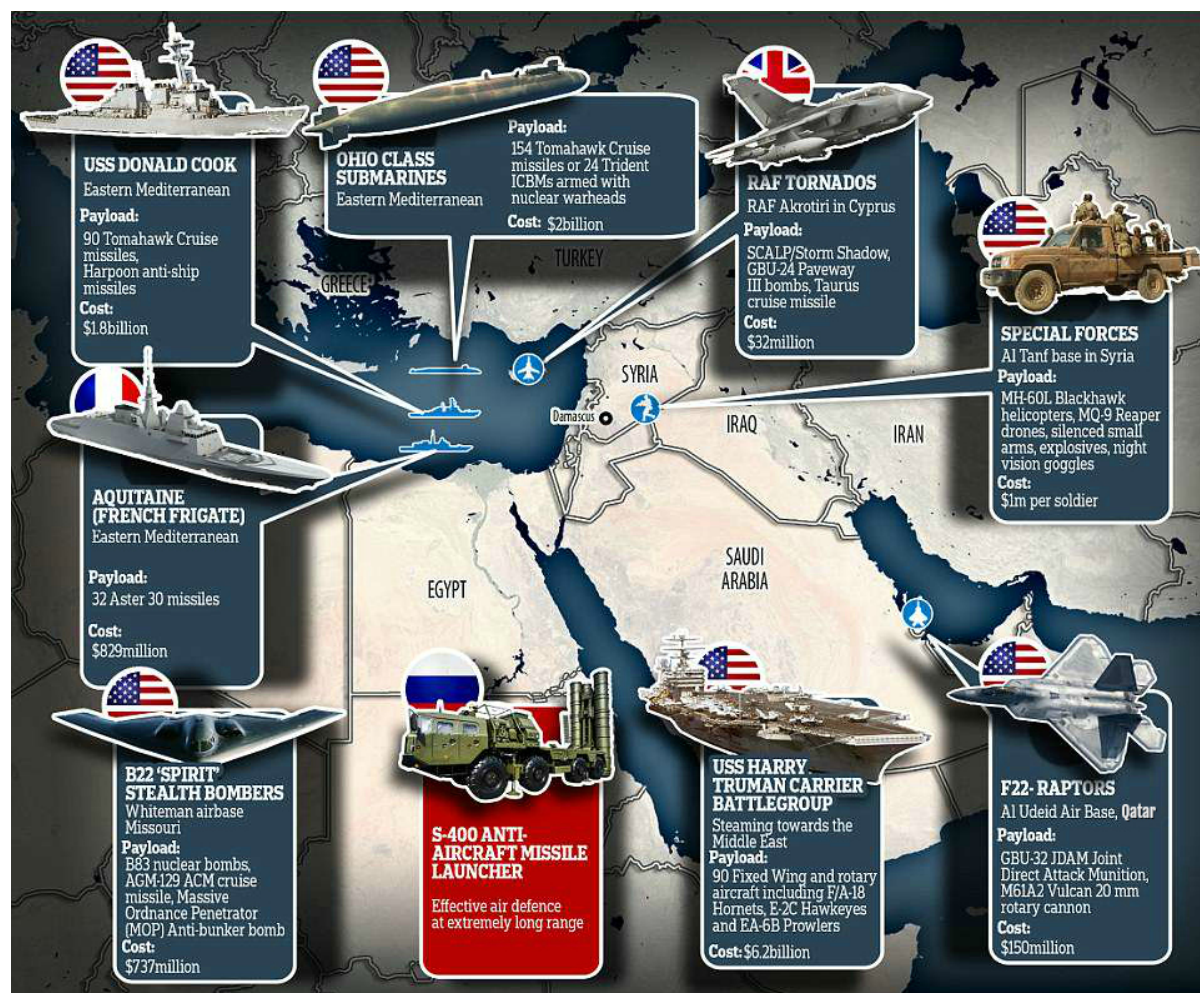 USS DONALD COOK
Eastern Mediterranean
Payload:
90 Tomahawk Cruise
missiles,
Harpoon anti-ship
missiles
Cost:
$1.8billion
OHIO CLASS
SUBMARINES
Eastern Mediterranean
Payload:
154 Tomahawk Cruise
missiles or 24 Trident
ICBMs armed with
nuclear warheads
Cost: $2billion
RAF TORNADOS
RAF Akrotiri in Cyprus
Payload:
SCALP/Storm Shadow,
GBU-24 Paveway
III bombs, Taurus
cruise missile
Cost:
$32million
SPECIAL FORCES
Al Tanf base in Syria
Payload:
MH-60L Blackhawk
helicopters, MQ-9 Reaper
drones, silenced small
arms, explosives, night
vision goggles
Cost:
$1m per soldier
GREECE
TURKEY
SYRIA
Damascus
IRAQ
IRAN
EGYPT
SAUDI
ARABIA
AQUITAINE
(FRENCH FRIGATE)
Eastern Mediterranean
Payload:
32 Aster 30 missiles
Cost:
$829million
B22 ‘SPIRIT’
STEALTH BOMBERS
Whiteman airbase
Missouri
Payload:
B83 nuclear bombs,
AGM-129 ACM cruise
missile, Massive
Ordnance Penetrator
(MOP) Anti-bunker bomb
Cost:
$737million
S-400 ANTI-
AIRCRAFT MISSILE
LAUNCHER
Effective air defence
at extremely long range
USS HARRY
TRUMAN CARRIER
BATTLEGROUP
Steaming towards the
Middle East
Payload:
90 Fixed Wing and rotary
aircraft including F/A-18
Hornets, E-2C Hawkeyes
and EA-6B Prowlers
Cost: $6.2billion
F22- RAPTORS
Al Udeid Air Base, Qatar
Payload:
GBU-32 JDAM Joint
Direct Attack Munition,
M61A2 Vulcan 20 mm
rotary cannon
Cost:
$150million